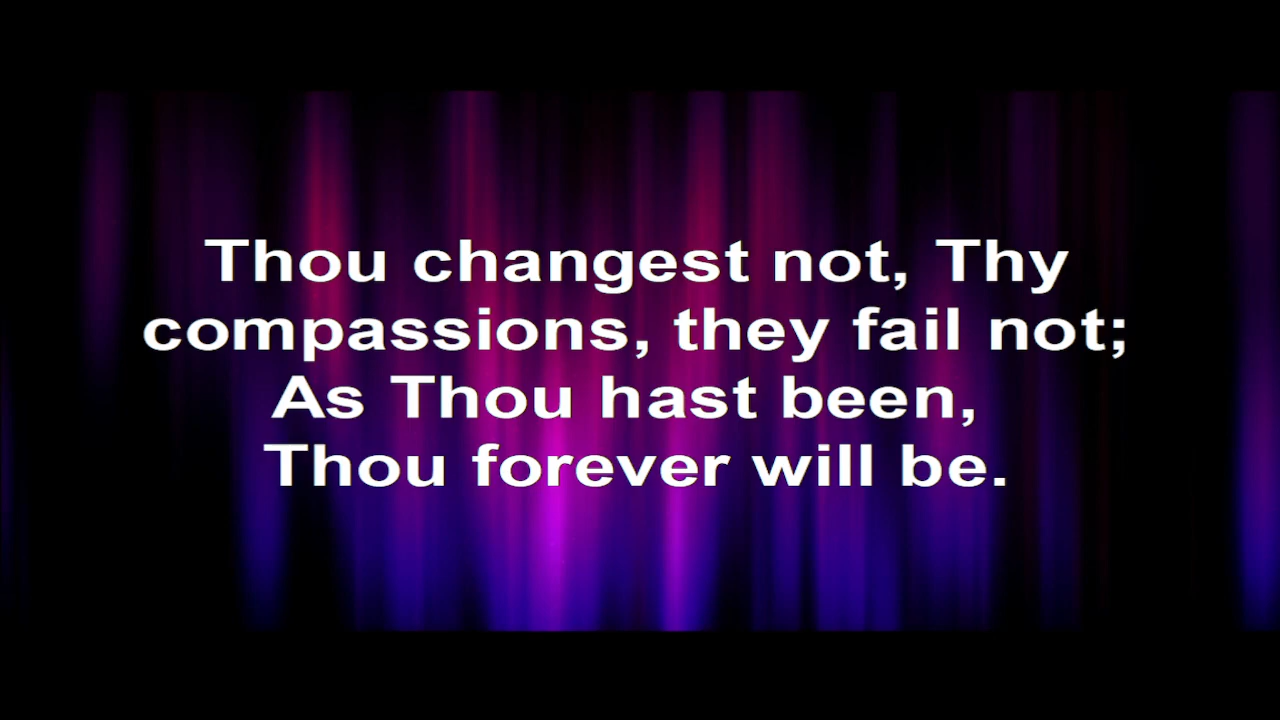 Thou changest not, Thy
compassions, they fail not;
As Thou hast been,
Thou forever will be.